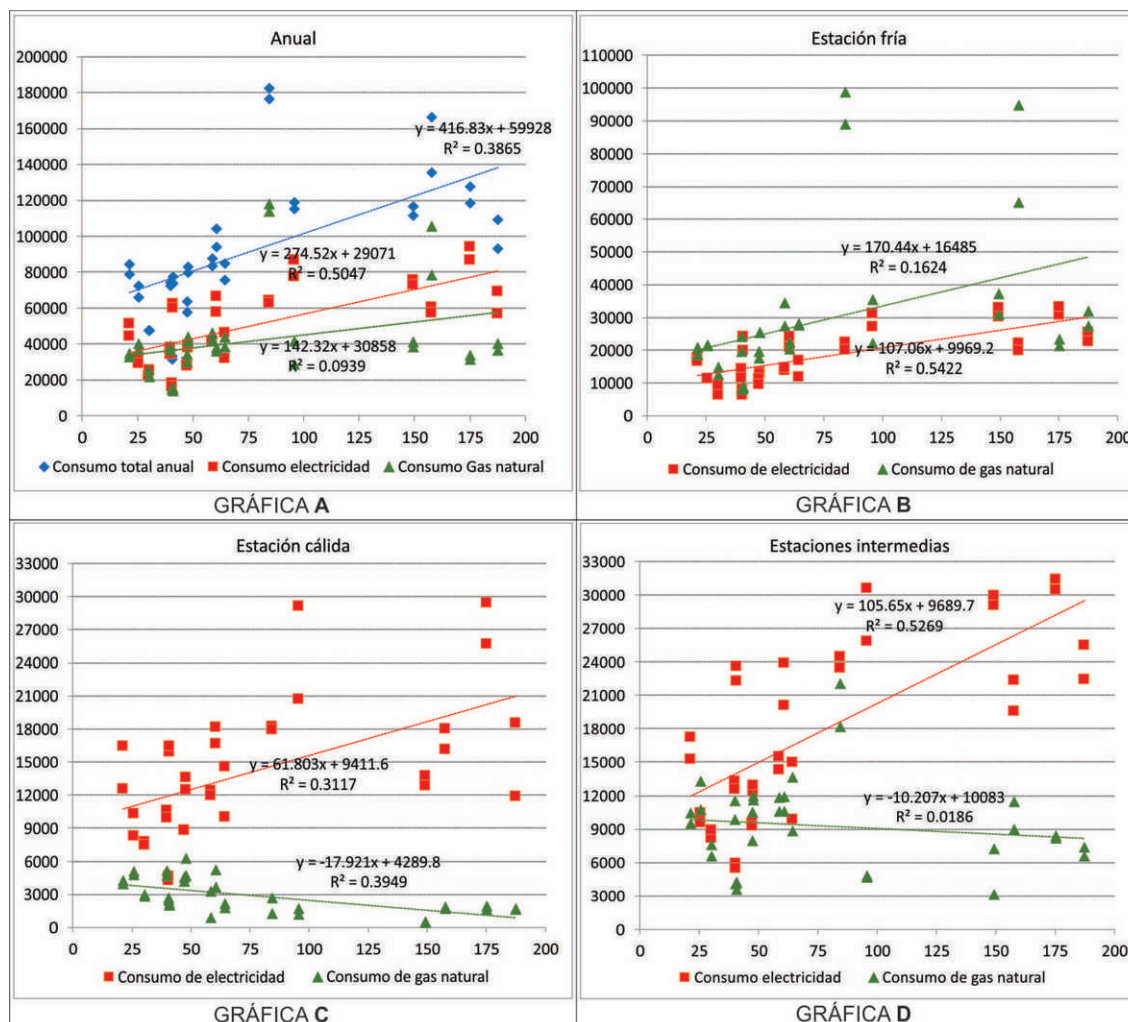 Anual
200000
180000
160000
140000
120000
100000
80000
60000
40000
20000
0
y = 416.83x + 59928
R² = 0.3865
y = 274.52x + 29071
R² = 0.5047
y = 142.32x + 30858
R² = 0.0939
0 25 50 75 100 125 150 175 200
Consumo total anual Consumo electricidad Consumo Gas natural
GRÁFICA A
Estación fría
110000
100000
90000
80000
70000
60000
50000
40000
30000
20000
10000
0
y = 170.44x + 16485
R² = 0.1624
y = 107.06x + 9969.2
R² = 0.5422
0 25 50 75 100 125 150 175 200
Consumo de electricidad Consumo de gas natural
GRÁFICA B
Estación cálida
33000
30000
27000
24000
21000
18000
15000
12000
9000
6000
3000
0
y = 61.803x + 9411.6
R² = 0.3117
y = -17.921x + 4289.8
R² = 0.3949
0 25 50 75 100 125 150 175 200
Consumo de electricidad Consumo de gas natural
GRÁFICA C
Estaciones intermedias
33000
30000
27000
24000
21000
18000
15000
12000
9000
6000
3000
0
y = 105.65x + 9689.7
R² = 0.5269
y = -10.207x + 10083
R² = 0.0186
0 25 50 75 100 125 150 175 200
Consumo electricidad Consumo de gas natural
GRÁFICA D